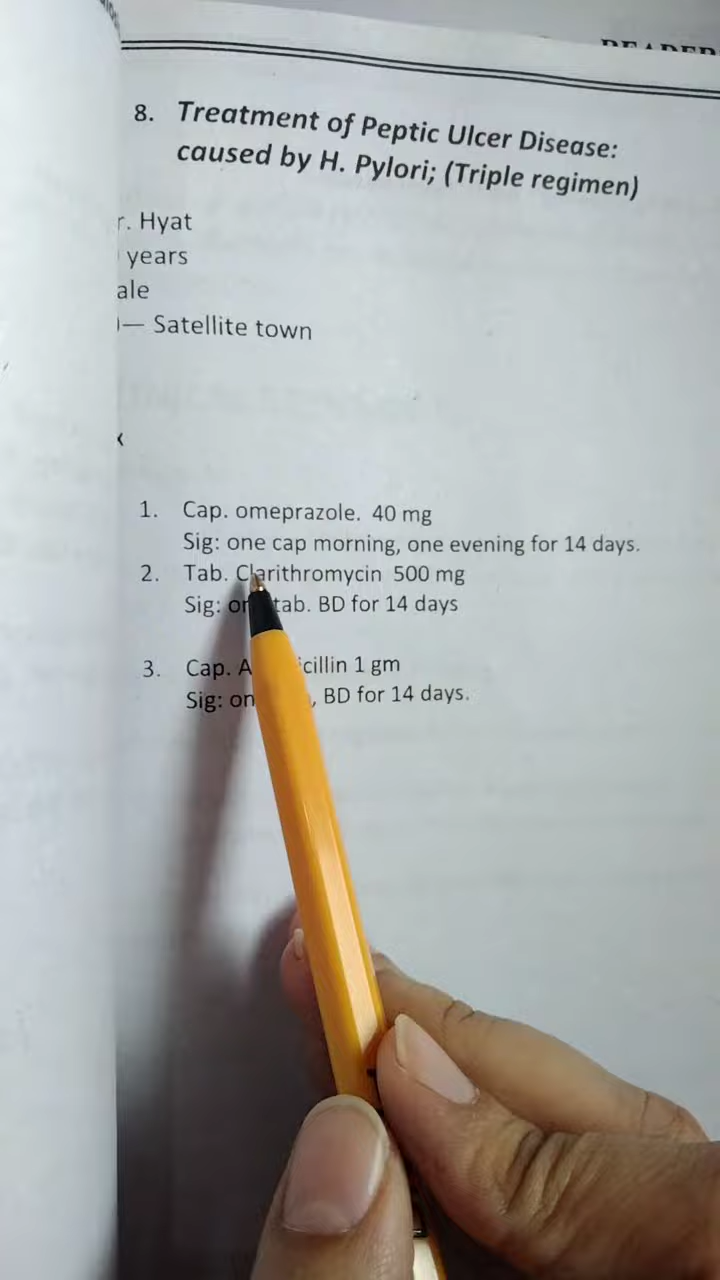 8. Treatment of Peptic Ulcer Disease:
caused by H. Pylori; (Triple regimen)
r. Hyat
years
ale
— Satellite town
1. Cap. omeprazole. 40 mg
Sig: one cap morning, one evening for 14 days.
2. Tab. Clarithromycin 500 mg
Sig: tab. BD for 14 days
3. Cap. 1 gm
Sig: BD for 14 days.